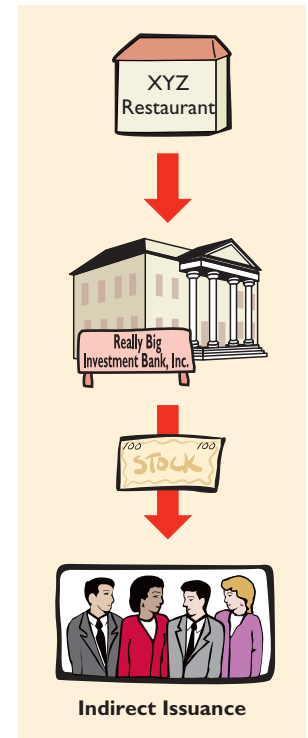 XYZ
Restaurant
Really Big
Investment Bank, Inc.
100 100
STOCK
Indirect Issuance